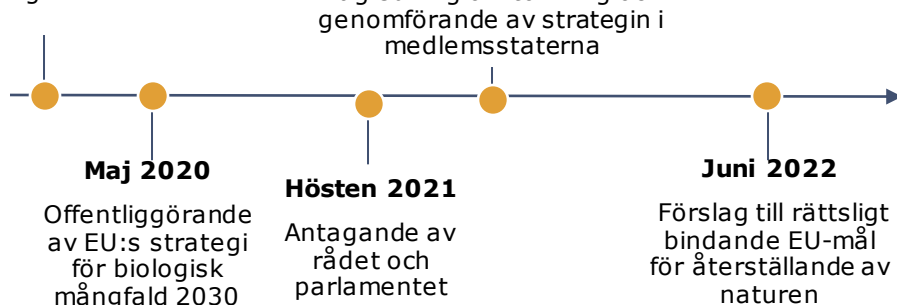 genomförande av strategin i
medlemsstaterna
Maj 2020
Offentliggörande
av EU:s strategi
för biologisk
mångfald 2030
Hösten 2021
Antagande av
rådet och
parlamentet
Juni 2022
Förslag till rättsligt
bindande EU-mål
för återställande av
naturen